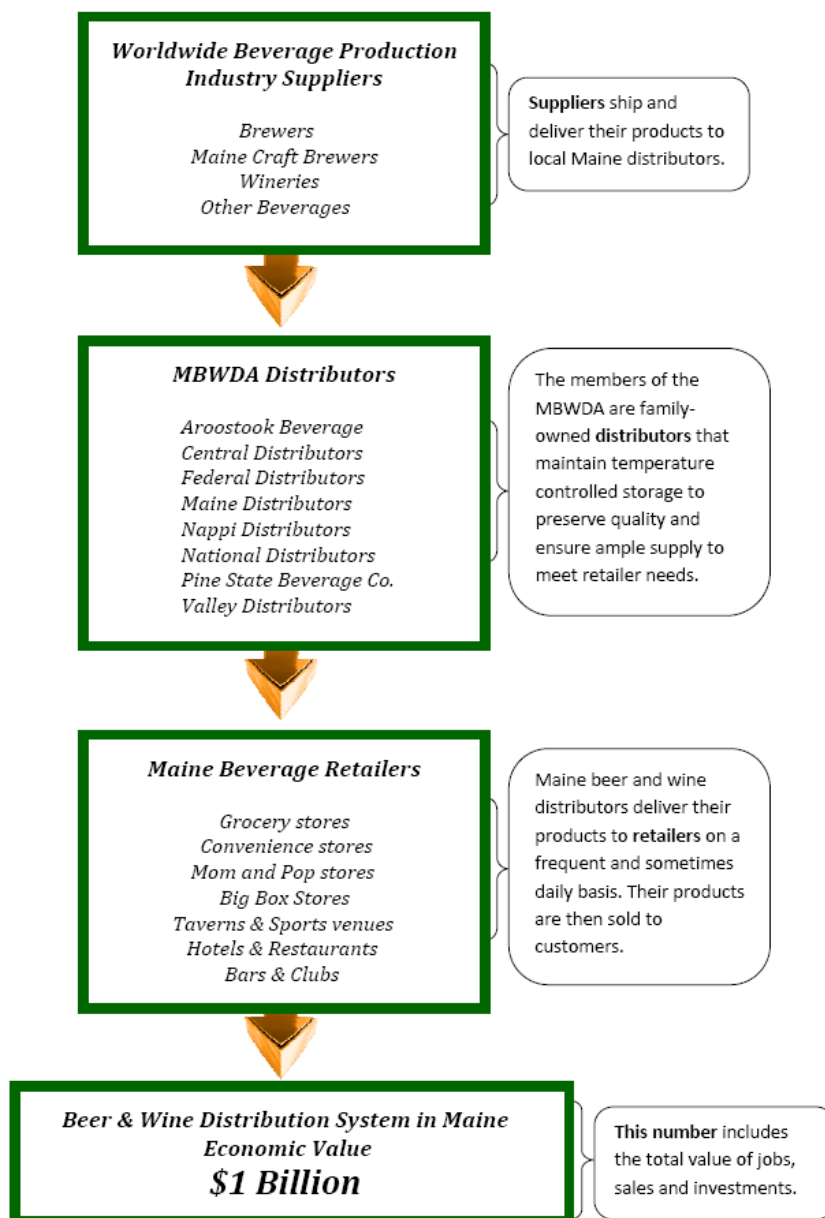 Worldwide Beverage Production
Industry Suppliers
Brewers
Maine Craft Brewers
Wineries
Other Beverages
Suppliers ship and
deliver their products to
local Maine distributors.
MBWDA Distributors
Aroostook Beverage
Central Distributors
Federal Distributors
Maine Distributors
Nappi Distributors
National Distributors
Pine State Beverage Co.
Valley Distributors
The members of the
MBWDA are family-
owned distributors that
maintain temperature
controlled storage to
preserve quality and
ensure ample supply to
meet retailer needs.
Maine Beverage Retailers
Grocery stores
Convenience stores
Mom and Pop stores
Big Box Stores
Taverns & Sports venues
Hotels & Restaurants
Bars & Clubs
Maine beer and wine
distributors deliver their
products to retailers on a
frequent and sometimes
daily basis. Their products
are then sold to
customers.
Beer & Wine Distribution System in Maine
Economic Value
$1 Billion
This number includes
the total value of jobs,
sales and investments.